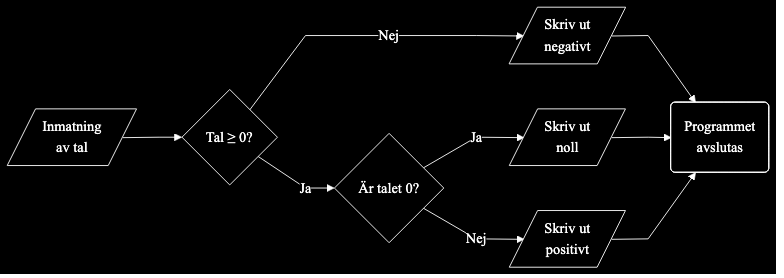 Inmatning
av tal
Tal ≥ 0?
Nej
Skriv ut
negativt
Ja
Är talet 0?
Ja
Skriv ut
noll
Nej
Skriv ut
positivt
Programmet
avslutas